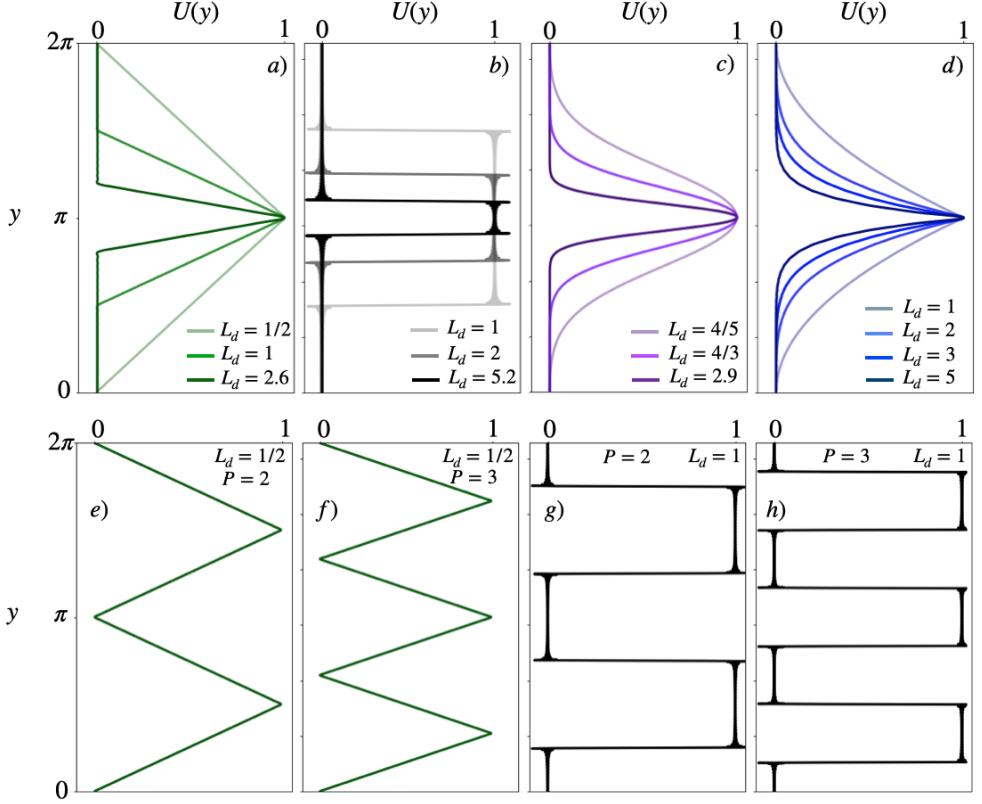 U(y) U(y) U(y) U(y)
0 1 0 1 0 1 0 1
2π a) b) c) d)
y π
L_d = 1/2
L_d = 1
L_d = 2.6
L_d = 1
L_d = 2
L_d = 5.2
L_d = 4/5
L_d = 4/3
L_d = 2.9
L_d = 1
L_d = 2
L_d = 3
L_d = 5
0
0 1 0 1 0 1 0 1
2π L_d = 1/2 L_d = 1/2 P = 2 L_d = 1 P = 3 L_d = 1
P = 2 P = 3
e) f) g) h)
y π
0